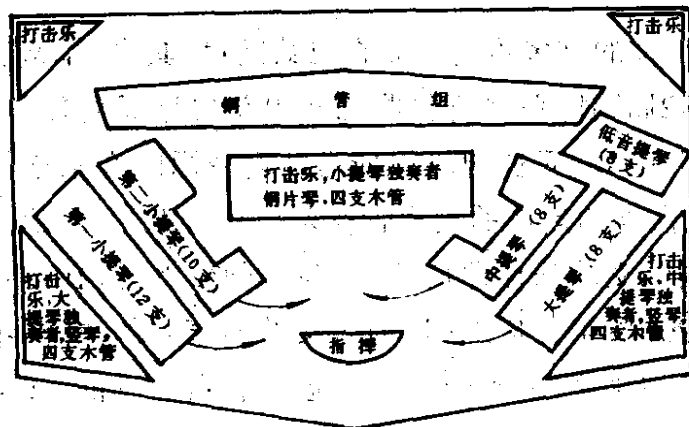 打击乐
打击乐
铜管组
低音提琴
(8支)
打击乐,小提琴独奏者
钢片琴,四支木管
第二小提琴(10支)
第一小提琴(12支)
中提琴(8支)
大提琴(8支)
打击
乐,大
提琴独
奏者,竖琴,
四支木管
打击
乐,中
提琴独
奏者,竖琴,
四支木管
指挥